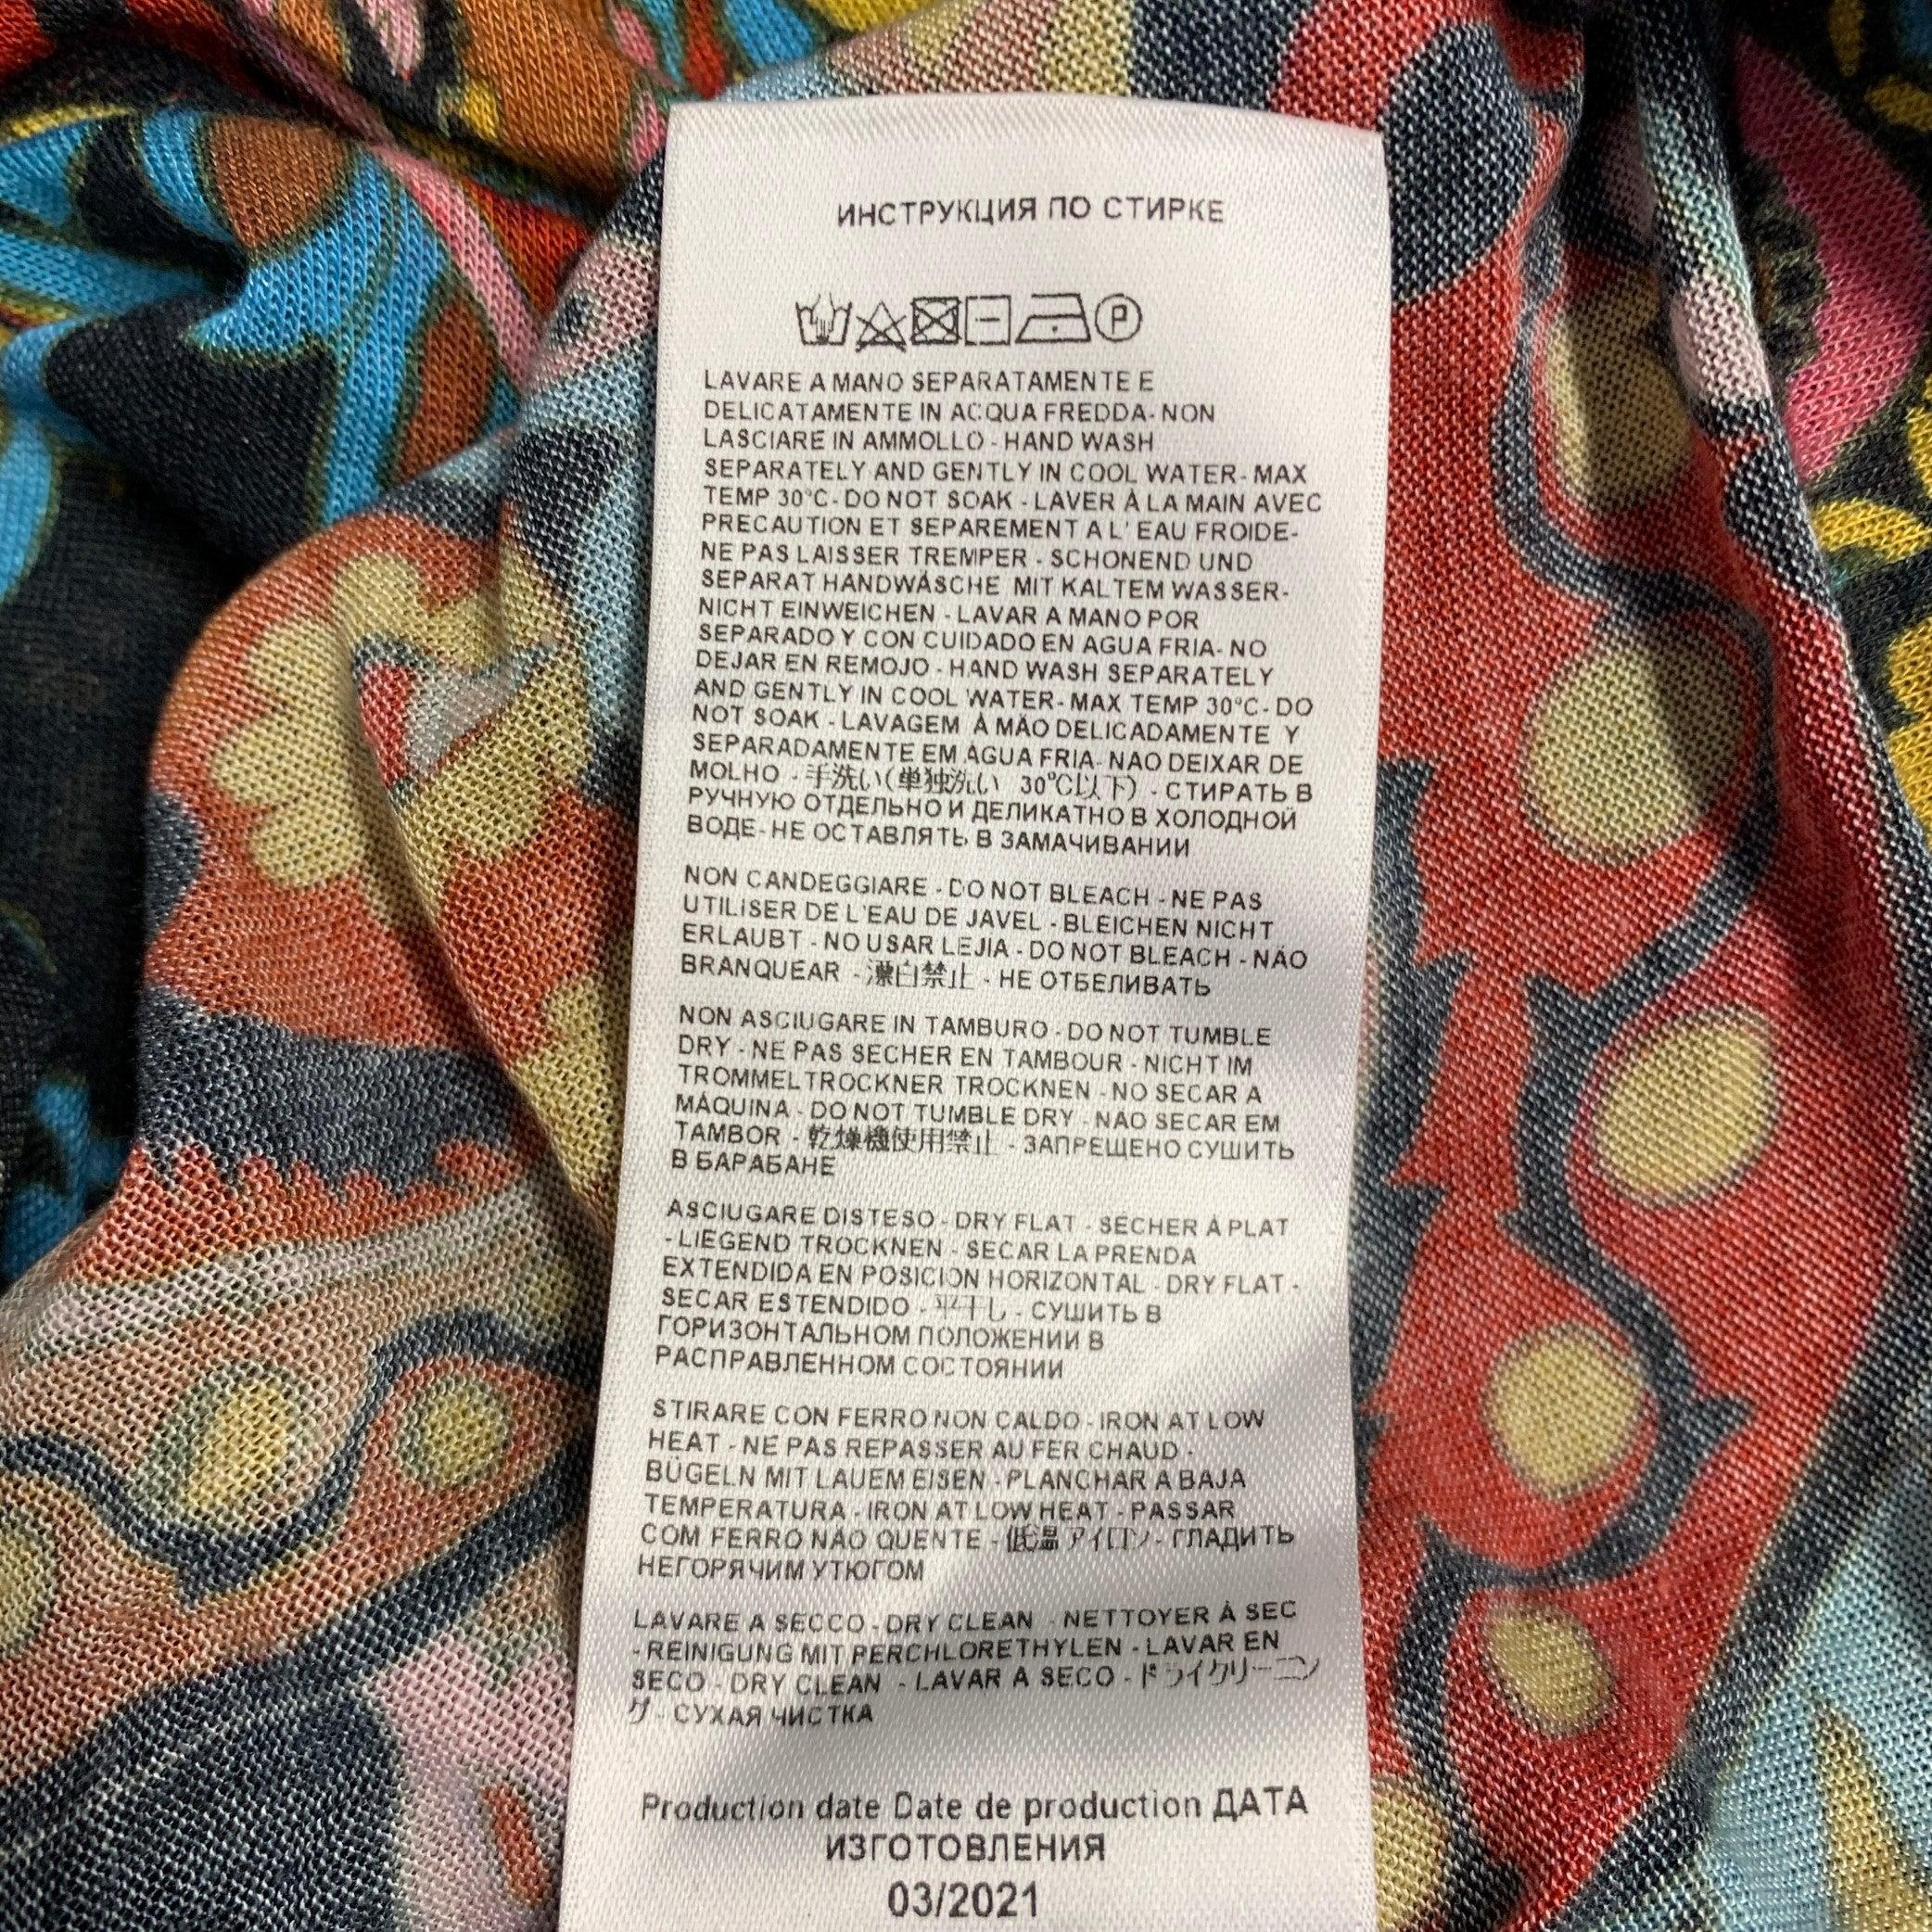 ИНСТРУКЦИЯ ПО СТИРКЕ
P
LAVARE A MANO SEPARATAMENTE E
DELICATAMENTE IN ACQUA FREDDA- NON
LASCIARE IN AMMOLLO - HAND WASH
SEPARATELY AND GENTLY IN COOL WATER- MAX
TEMP 30°C- DO NOT SOAK - LAVER À LA MAIN AVEC
PRECAUTION ET SEPAREMENT A L' EAU FROIDE-
NE PAS LAISSER TREMPER - SCHONEND UND
SEPARAT HANDWÄSCHE MIT KALTEM WASSER-
NICHT EINWEICHEN - LAVAR A MANO POR
SEPARADO Y CON CUIDADO EN AGUA FRIA- NO
DEJAR EN REMOJO - HAND WASH SEPARATELY
AND GENTLY IN COOL WATER- MAX TEMP 30°C- DO
NOT SOAK - LAVAGEM À MÃO DELICADAMENTE Y
SEPARADAMENTE EM ÁGUA FRIA- NAO DEIXAR DE
MOLHO - 手洗い(単独洗い 30℃以下) - СТИРАТЬ В
РУЧНУЮ ОТДЕЛЬНО И ДЕЛИКАТНО В ХОЛОДНОЙ
ВОДЕ- НЕ ОСТАВЛЯТЬ В ЗАМАЧИВАНИИ
NON CANDEGGIARE - DO NOT BLEACH - NE PAS
UTILISER DE L'EAU DE JAVEL - BLEICHEN NICHT
ERLAUBT - NO USAR LEJIA - DO NOT BLEACH - NÃO
BRANQUEAR - 漂白禁止 - НЕ ОТБЕЛИВАТЬ
NON ASCIUGARE IN TAMBURO - DO NOT TUMBLE
DRY - NE PAS SECHER EN TAMBOUR - NICHT IM
TROMMELTROCKNER TROCKNEN - NO SECAR A
MÁQUINA - DO NOT TUMBLE DRY - NAO SECAR EM
TAMBOR - 乾燥機使用禁止 - ЗАПРЕЩЕНО СУШИТЬ
В БАРАБАНЕ
ASCIUGARE DISTESO - DRY FLAT - SÉCHER À PLAT
- LIEGEND TROCKNEN - SECAR LA PRENDA
EXTENDIDA EN POSICION HORIZONTAL - DRY FLAT -
SECAR ESTENDIDO - 平干し - СУШИТЬ В
ГОРИЗОНТАЛЬНОМ ПОЛОЖЕНИИ В
РАСПРАВЛЕННОМ СОСТОЯНИИ
STIRARE CON FERRO NON CALDO - IRON AT LOW
HEAT - NE PAS REPASSER AU FER CHAUD -
BÜGELN MIT LAUEM EISEN - PLANCHAR A BAJA
TEMPERATURA - IRON AT LOW HEAT - PASSAR
COM FERRO NÃO QUENTE - 低温アイロン - ГЛАДИТЬ
НЕГОРЯЧИМ УТЮГОМ
LAVARE A SECCO - DRY CLEAN - NETTOYER À SEC
- REINIGUNG MIT PERCHLORETHYLEN - LAVAR EN
SECO - DRY CLEAN - LAVAR A SECO - ドライクリーニン
グ - СУХАЯ ЧИСТКА
Production date Date de production ДАТА
ИЗГОТОВЛЕНИЯ
03/2021